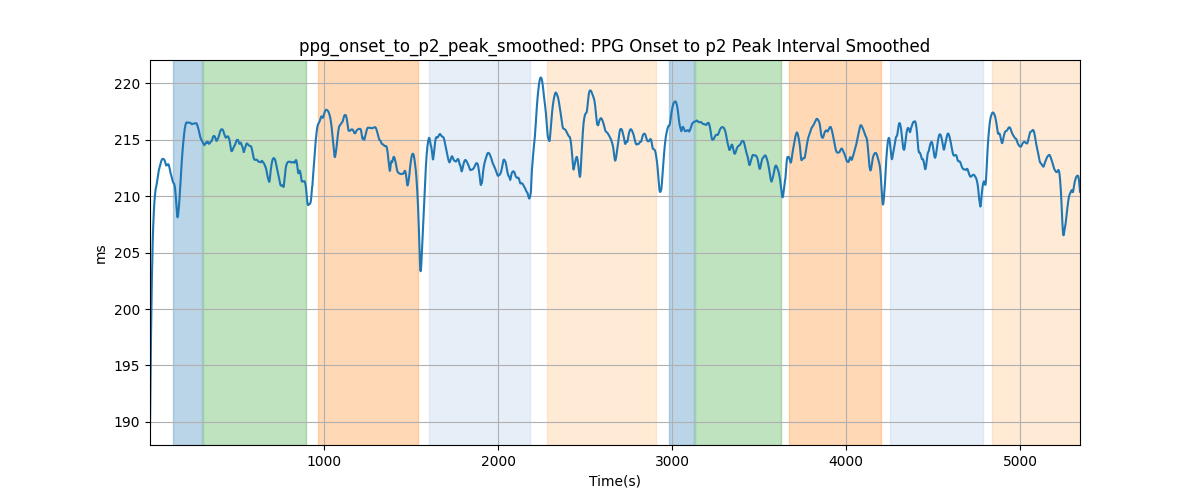 ppg_onset_to_p2_peak_smoothed: PPG Onset to p2 Peak Interval Smoothed
220
215
210
205
200
195
190
ms
1000 2000 3000 4000 5000
Time(s)